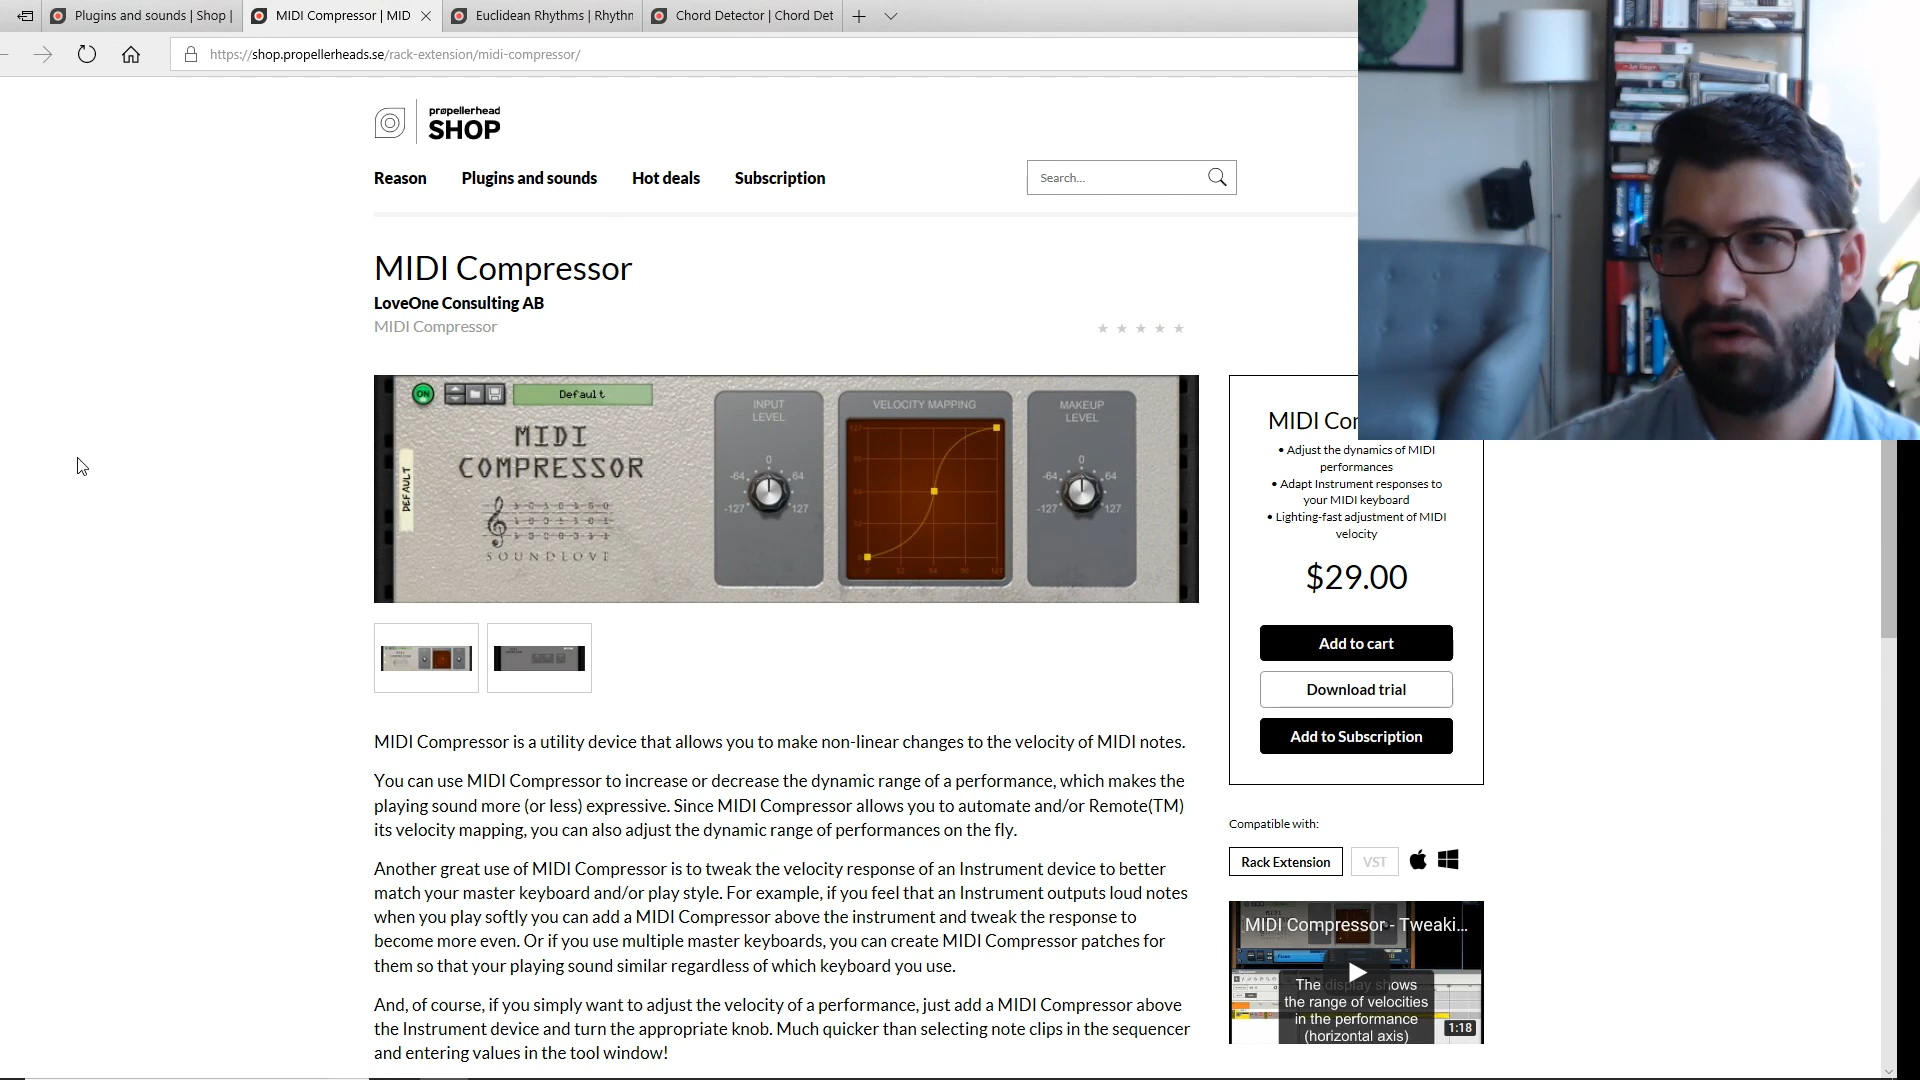 Plugins and sounds | Shop |
MIDI Compressor | MID
Euclidean Rhythms | Rhythm
Chord Detector | Chord Det
https://shop.propellerheads.se/rack-extension/midi-compressor/
prøpellerhead
SHOP
Reason
Plugins and sounds
Hot deals
Subscription
Search...
MIDI Compressor
LoveOne Consulting AB
MIDI Compressor
ON
Default
DEFAULT
MIDI
COMPRESSOR
SOUNDLOVE
INPUT
LEVEL
0
-64
64
-127
127
VELOCITY MAPPING
MAKEUP
LEVEL
0
-64
64
-127
127
MIDI Co
• Adjust the dynamics of MIDI
performances
• Adapt Instrument responses to
your MIDI keyboard
• Lighting-fast adjustment of MIDI
velocity
$29.00
Add to cart
Download trial
Add to Subscription
MIDI Compressor is a utility device that allows you to make non-linear changes to the velocity of MIDI notes.
You can use MIDI Compressor to increase or decrease the dynamic range of a performance, which makes the
playing sound more (or less) expressive. Since MIDI Compressor allows you to automate and/or Remote(TM)
its velocity mapping, you can also adjust the dynamic range of performances on the fly.
Another great use of MIDI Compressor is to tweak the velocity response of an Instrument device to better
match your master keyboard and/or play style. For example, if you feel that an Instrument outputs loud notes
when you play softly you can add a MIDI Compressor above the instrument and tweak the response to
become more even. Or if you use multiple master keyboards, you can create MIDI Compressor patches for
them so that your playing sound similar regardless of which keyboard you use.
And, of course, if you simply want to adjust the velocity of a performance, just add a MIDI Compressor above
the Instrument device and turn the appropriate knob. Much quicker than selecting note clips in the sequencer
and entering values in the tool window!
Compatible with:
Rack Extension
VST
MIDI Compressor - Tweaki...
The display shows
the range of velocities
in the performance
(horizontal axis)
1:18